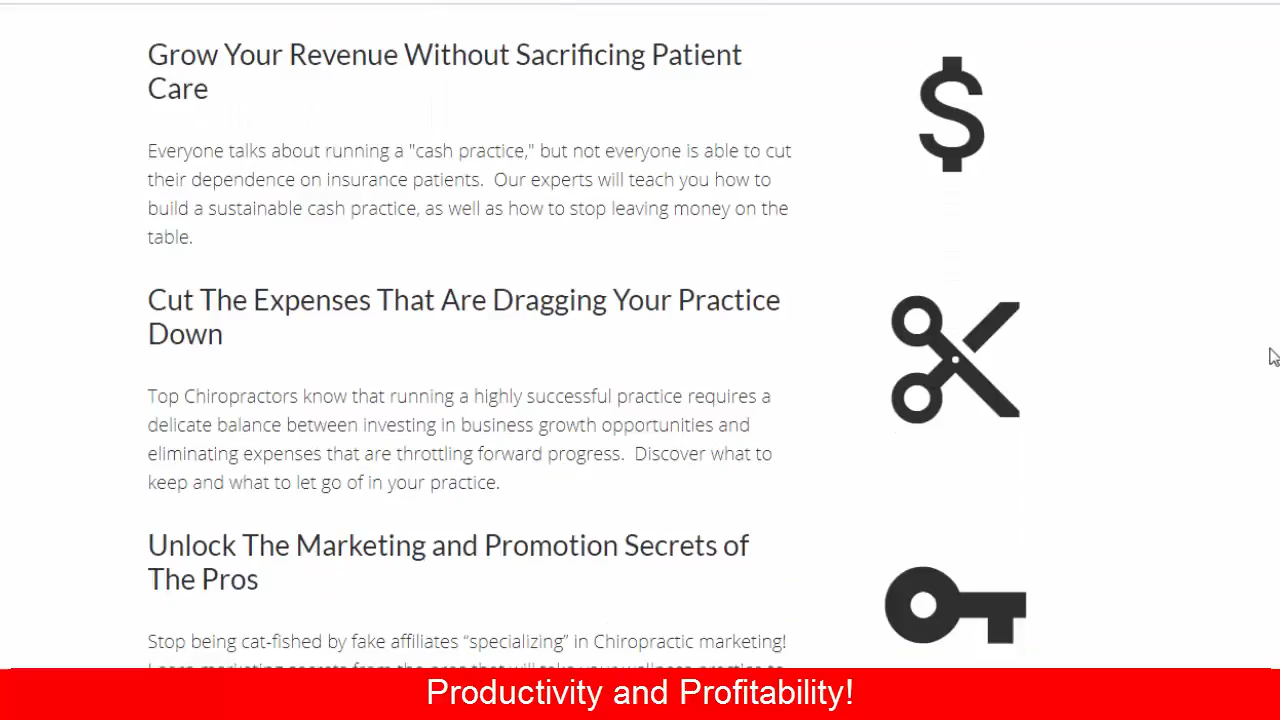 Grow Your Revenue Without Sacrificing Patient
Care
Everyone talks about running a "cash practice," but not everyone is able to cut
their dependence on insurance patients.  Our experts will teach you how to
build a sustainable cash practice, as well as how to stop leaving money on the
table.
Cut The Expenses That Are Dragging Your Practice
Down
Top Chiropractors know that running a highly successful practice requires a
delicate balance between investing in business growth opportunities and
eliminating expenses that are throttling forward progress.  Discover what to
keep and what to let go of in your practice.
Unlock The Marketing and Promotion Secrets of
The Pros
Stop being cat-fished by fake affiliates “specializing” in Chiropractic marketing!
Productivity and Profitability!